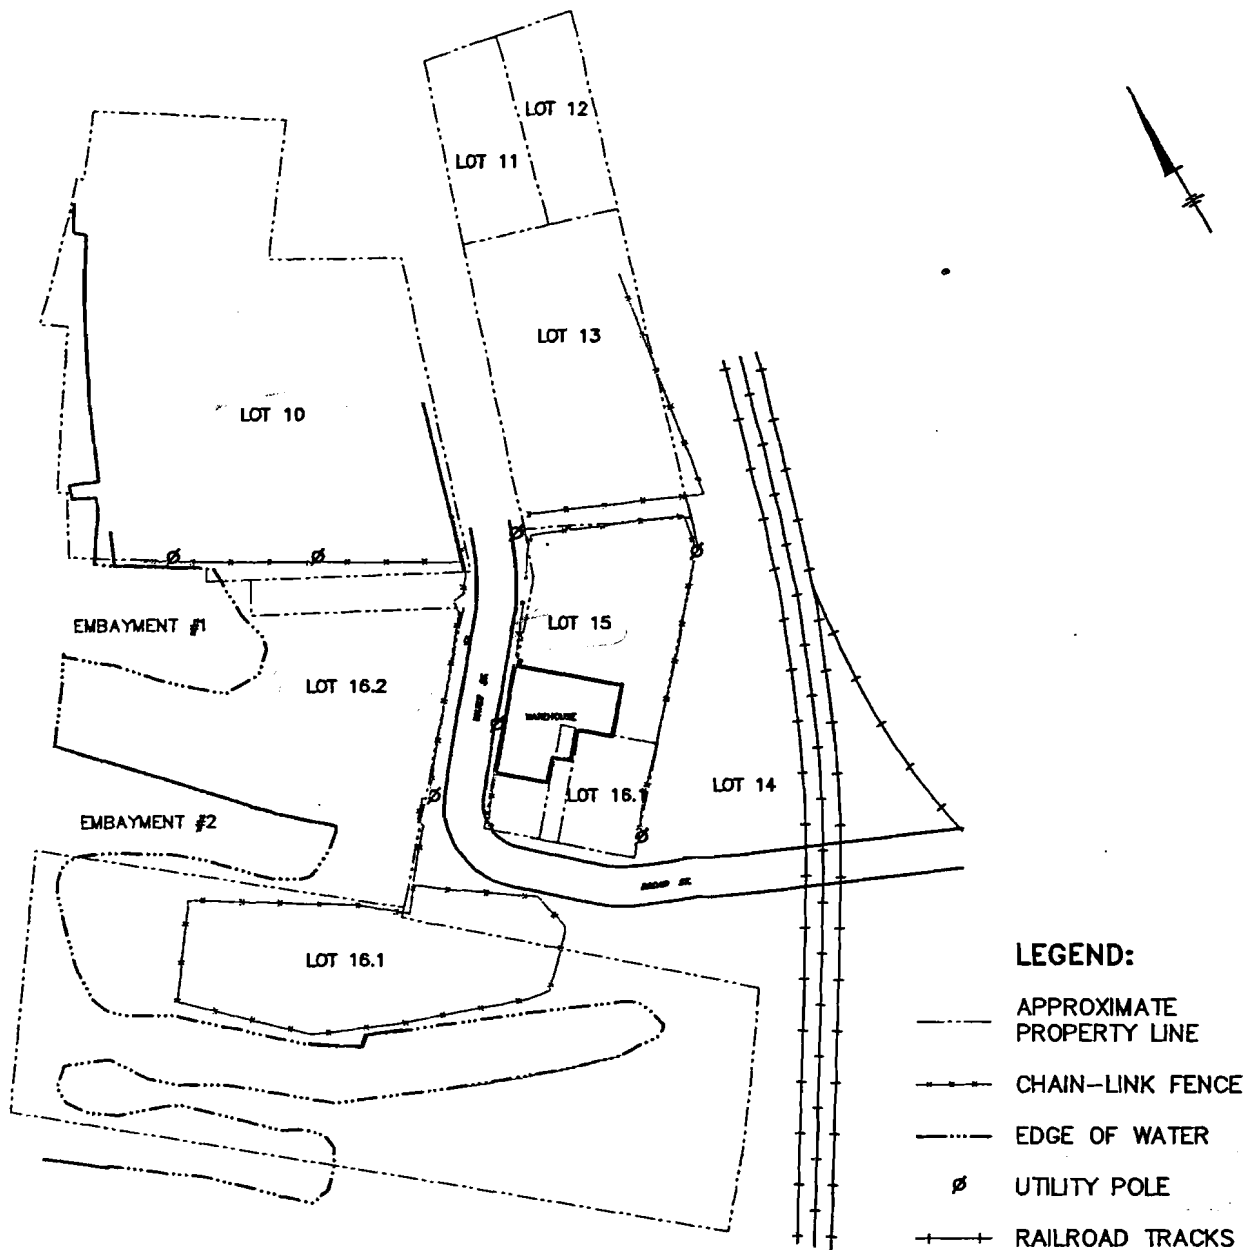 LOT 12
LOT 11
LOT 13
LOT 10
LOT 15
EMBAYMENT #1
LOT 16.2
WAREHOUSE
LOT 14
LOT 16.1
EMBAYMENT #2
LOT 16.1
LEGEND:
APPROXIMATE
PROPERTY LINE
CHAIN-LINK FENCE
EDGE OF WATER
UTILITY POLE
RAILROAD TRACKS